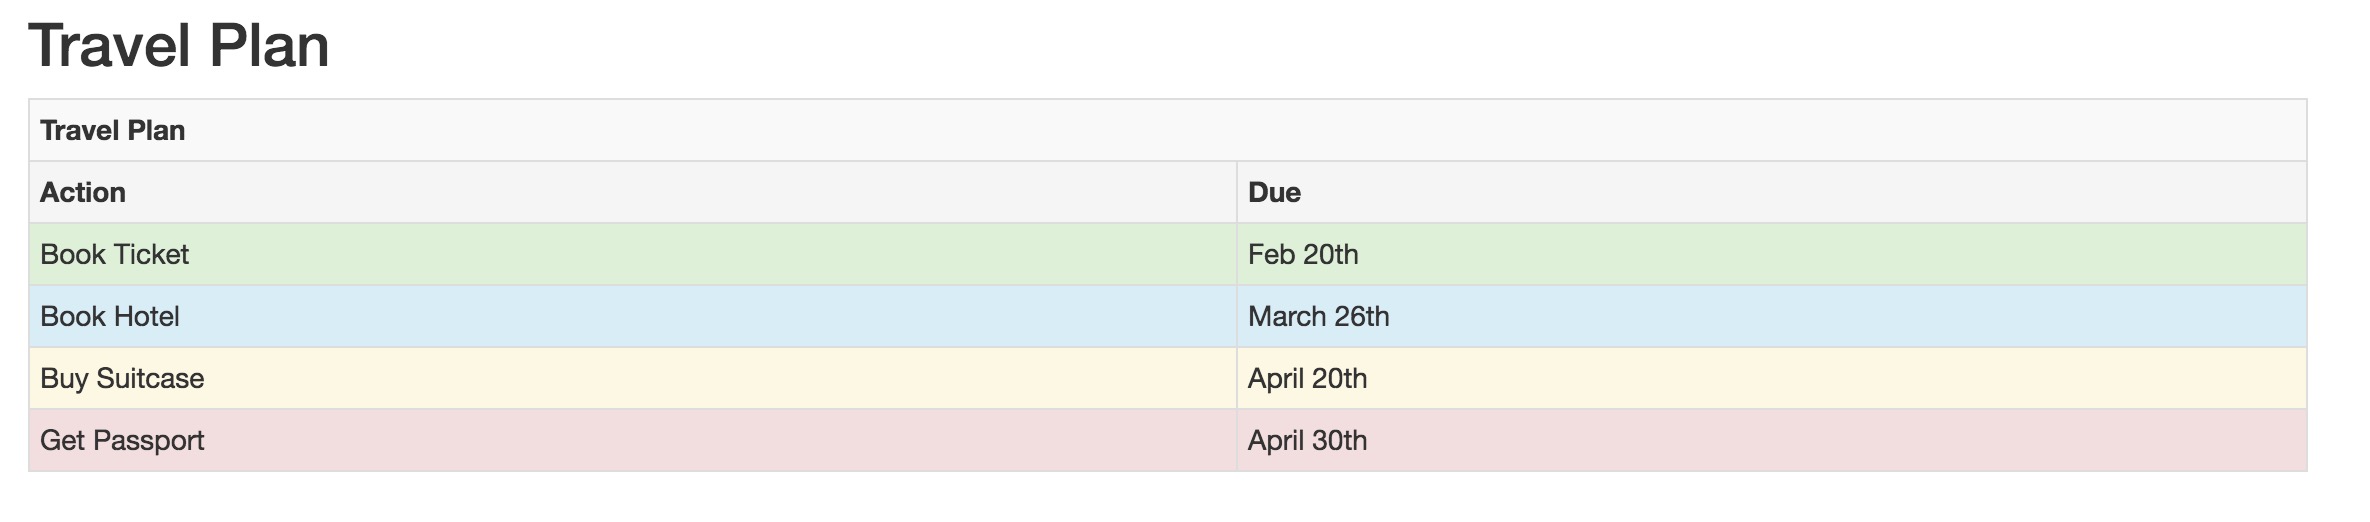 Travel Plan
Travel Plan
Action Due
Book Ticket Feb 20th
Book Hotel March 26th
Buy Suitcase April 20th
Get Passport April 30th